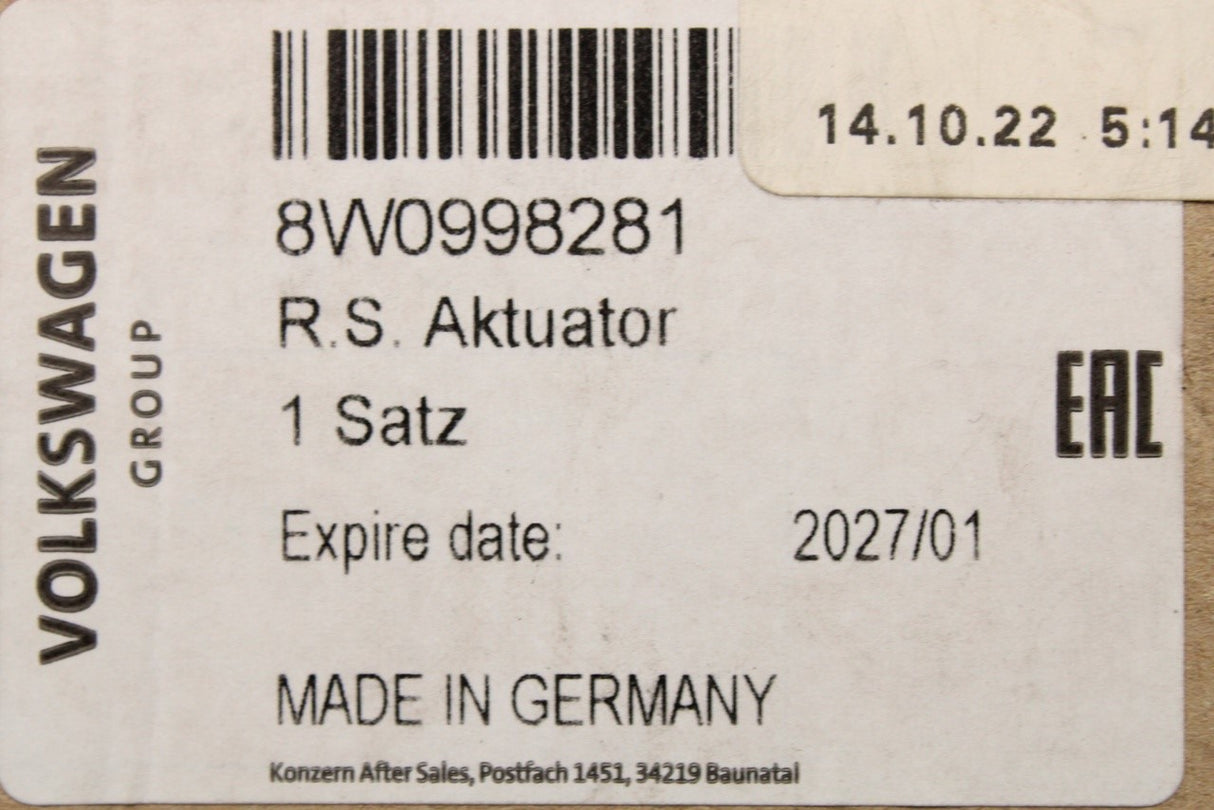 14.10.22 5:14
8W0998281
R.S. Aktuator
1 Satz
EAC
Expire date: 2027/01
MADE IN GERMANY
Konzern After Sales, Postfach 1451, 34219 Baunatal
VOLKSWAGEN
GROUP